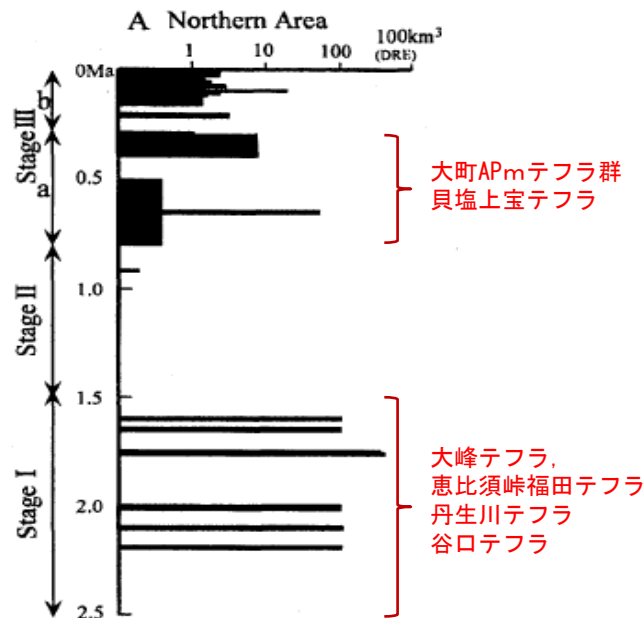 A Northern Area
1 10 100 100km³
(DRE)
0Ma
b
Stage III
a
0.5
大町APmテフラ群
貝塩上宝テフラ
Stage II
1.0
1.5
Stage I
2.0
大峰テフラ,
恵比須峠福田テフラ
丹生川テフラ
谷口テフラ
2.5